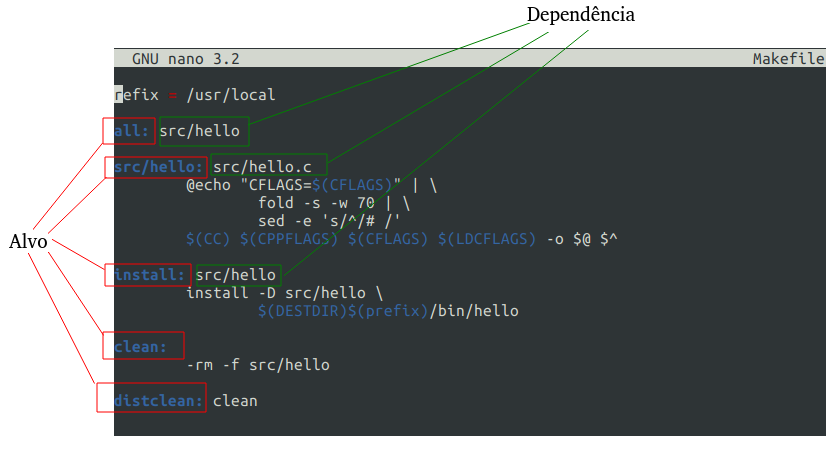 Dependência
GNU nano 3.2 Makefile
refix = /usr/local
all: src/hello
src/hello: src/hello.c
@echo "CFLAGS=$(CFLAGS)" | \
fold -s -w 70 | \
sed -e 's/^/# /'
$(CC) $(CPPFLAGS) $(CFLAGS) $(LDCFLAGS) -o $@ $^
Alvo
install: src/hello
install -D src/hello \
$(DESTDIR)$(prefix)/bin/hello
clean:
-rm -f src/hello
distclean: clean